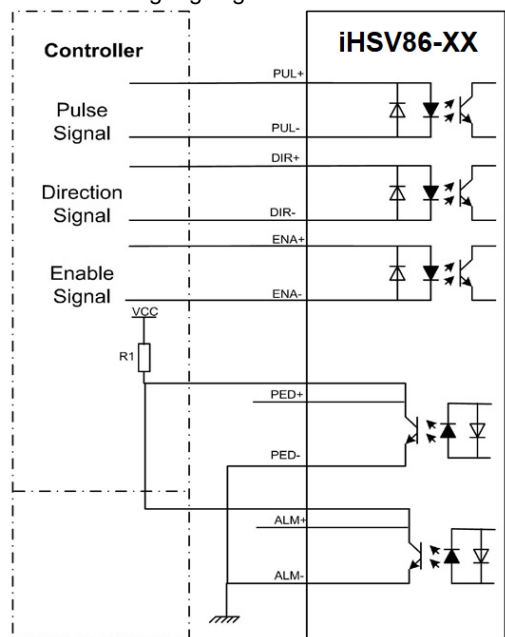 Controller
iHSV86-XX
PUL+
Pulse
Signal
PUL-
DIR+
Direction
Signal
DIR-
ENA+
Enable
Signal
ENA-
VCC
R1
PED+
PED-
ALM+
ALM-